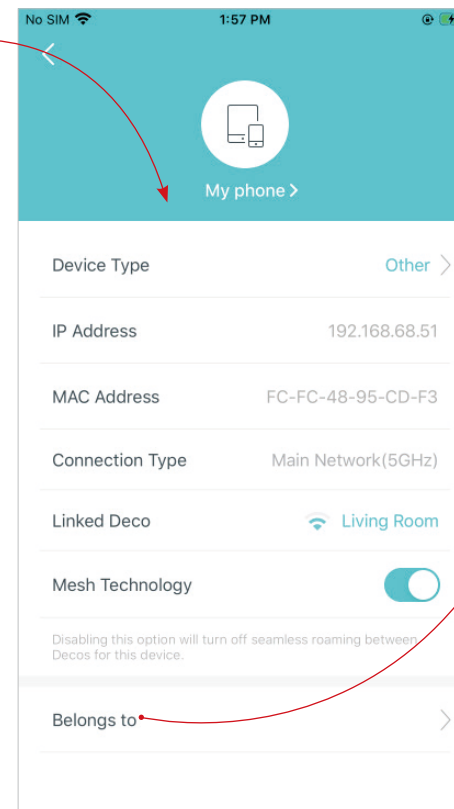 No SIM 1:57 PM
My phone >
Device Type Other >
IP Address 192.168.68.51
MAC Address FC-FC-48-95-CD-F3
Connection Type Main Network(5GHz)
Linked Deco Living Room
Mesh Technology
Disabling this option will turn off seamless roaming between
Decos for this device.
Belongs to >